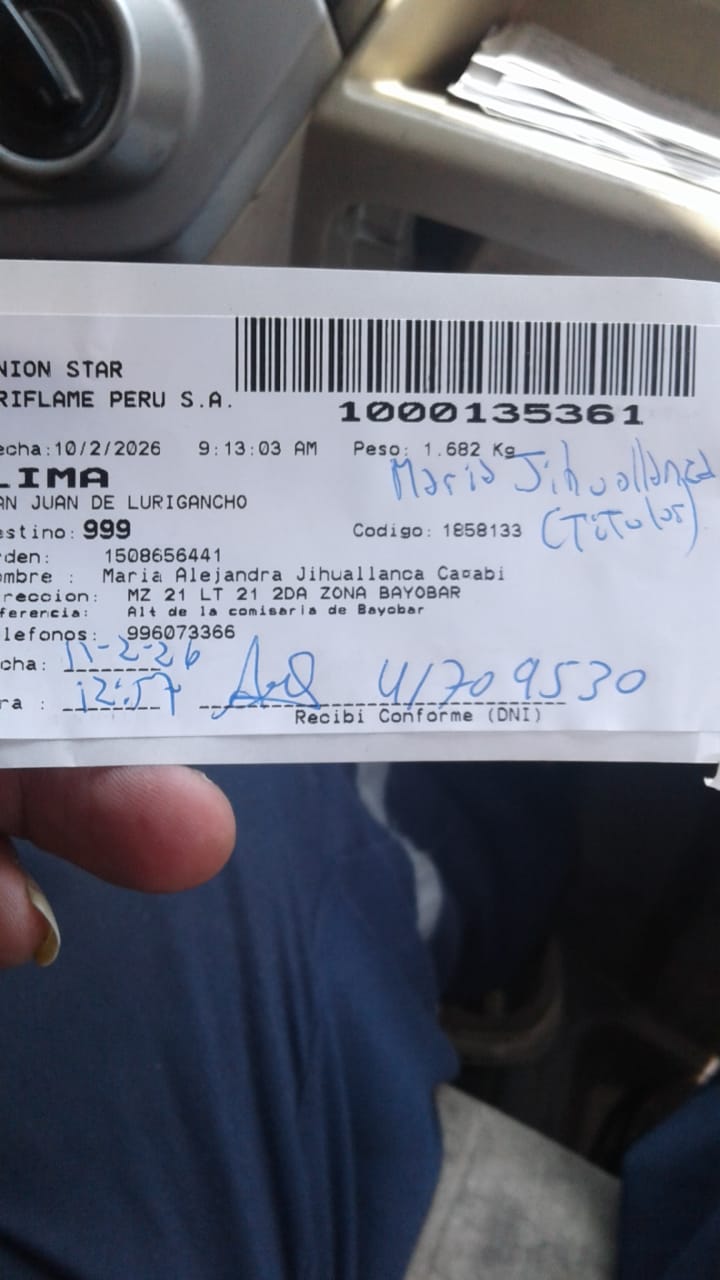 NION STAR
RIFLAME PERU S.A.
1000135361
echa:10/2/2026 9:13:03 AM Peso: 1.682 Kg
LIMA
Maria Jihuallanca
AN JUAN DE LURIGANCHO
(Titular)
estino: 999 Codigo: 1858133
rden: 1508656441
ombre : Maria Alejandra Jihuallanca Caɑabi
reccion: MZ 21 LT 21 2DA ZONA BAYOBAR
ferencia: Alt de la comisaria de Bayobar
lefonos: 996073366
cha: 11-2-26
ra : 12:57 41709530
Recibi Conforme (DNI)